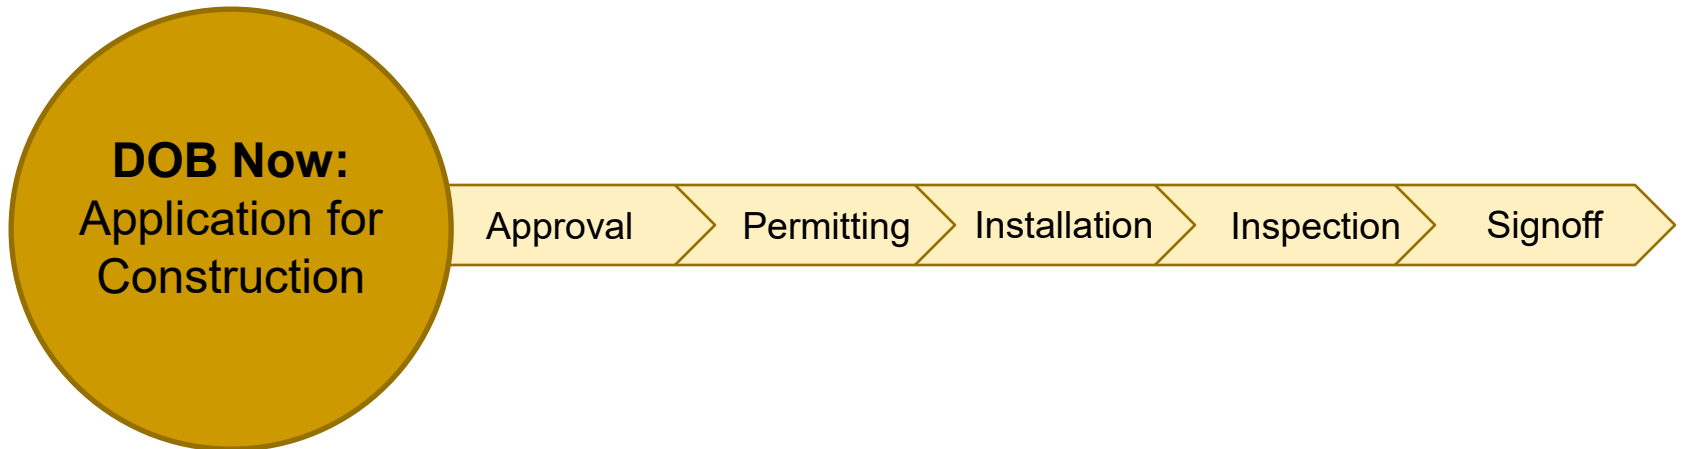 DOB Now:
Application for
Construction
Approval
Permitting
Installation
Inspection
Signoff